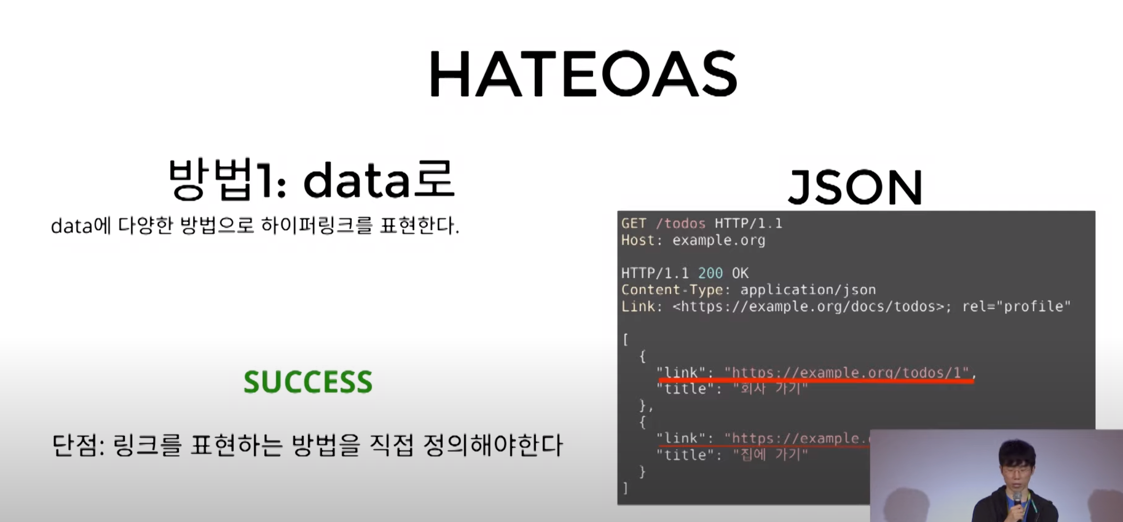 HATEOAS
방법1: data로
data에 다양한 방법으로 하이퍼링크를 표현한다.
SUCCESS
단점: 링크를 표현하는 방법을 직접 정의해야한다
JSON
GET /todos HTTP/1.1
Host: example.org
HTTP/1.1 200 OK
Content-Type: application/json
Link: <https://example.org/docs/todos>; rel="profile"
[
{
"link": "https://example.org/todos/1",
"title": "회사 가기"
},
{
"link": "https://example.
"title": "집에 가기"
}
]